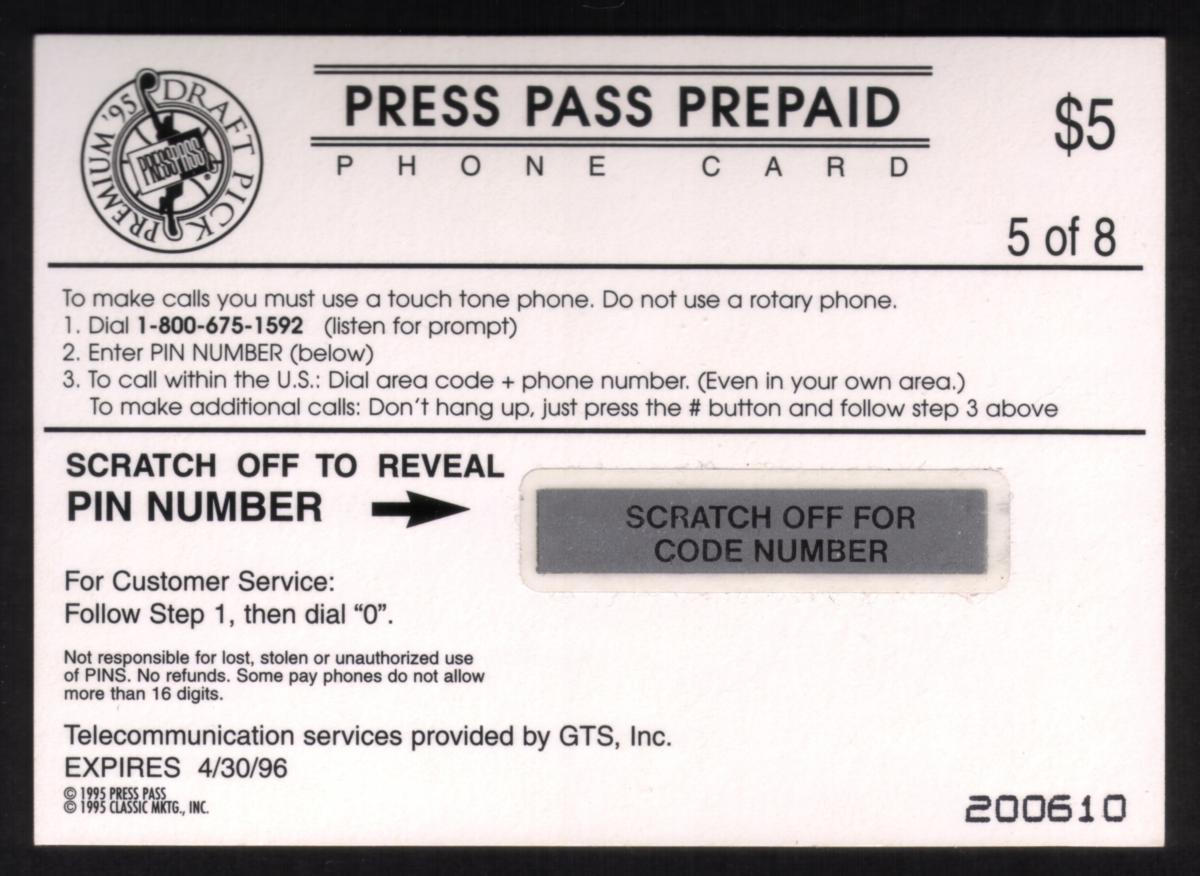 PREMIUM '95 DRAFT PICK
PRESS PASS
PRESS PASS PREPAID
PHONE CARD
$5
5 of 8
To make calls you must use a touch tone phone. Do not use a rotary phone.
1. Dial 1-800-675-1592 (listen for prompt)
2. Enter PIN NUMBER (below)
3. To call within the U.S.: Dial area code + phone number. (Even in your own area.)
To make additional calls: Don't hang up, just press the # button and follow step 3 above
SCRATCH OFF TO REVEAL
PIN NUMBER
SCRATCH OFF FOR
CODE NUMBER
For Customer Service:
Follow Step 1, then dial “0”.
Not responsible for lost, stolen or unauthorized use
of PINS. No refunds. Some pay phones do not allow
more than 16 digits.
Telecommunication services provided by GTS, Inc.
EXPIRES 4/30/96
© 1995 PRESS PASS
© 1995 CLASSIC MKTG., INC.
200610